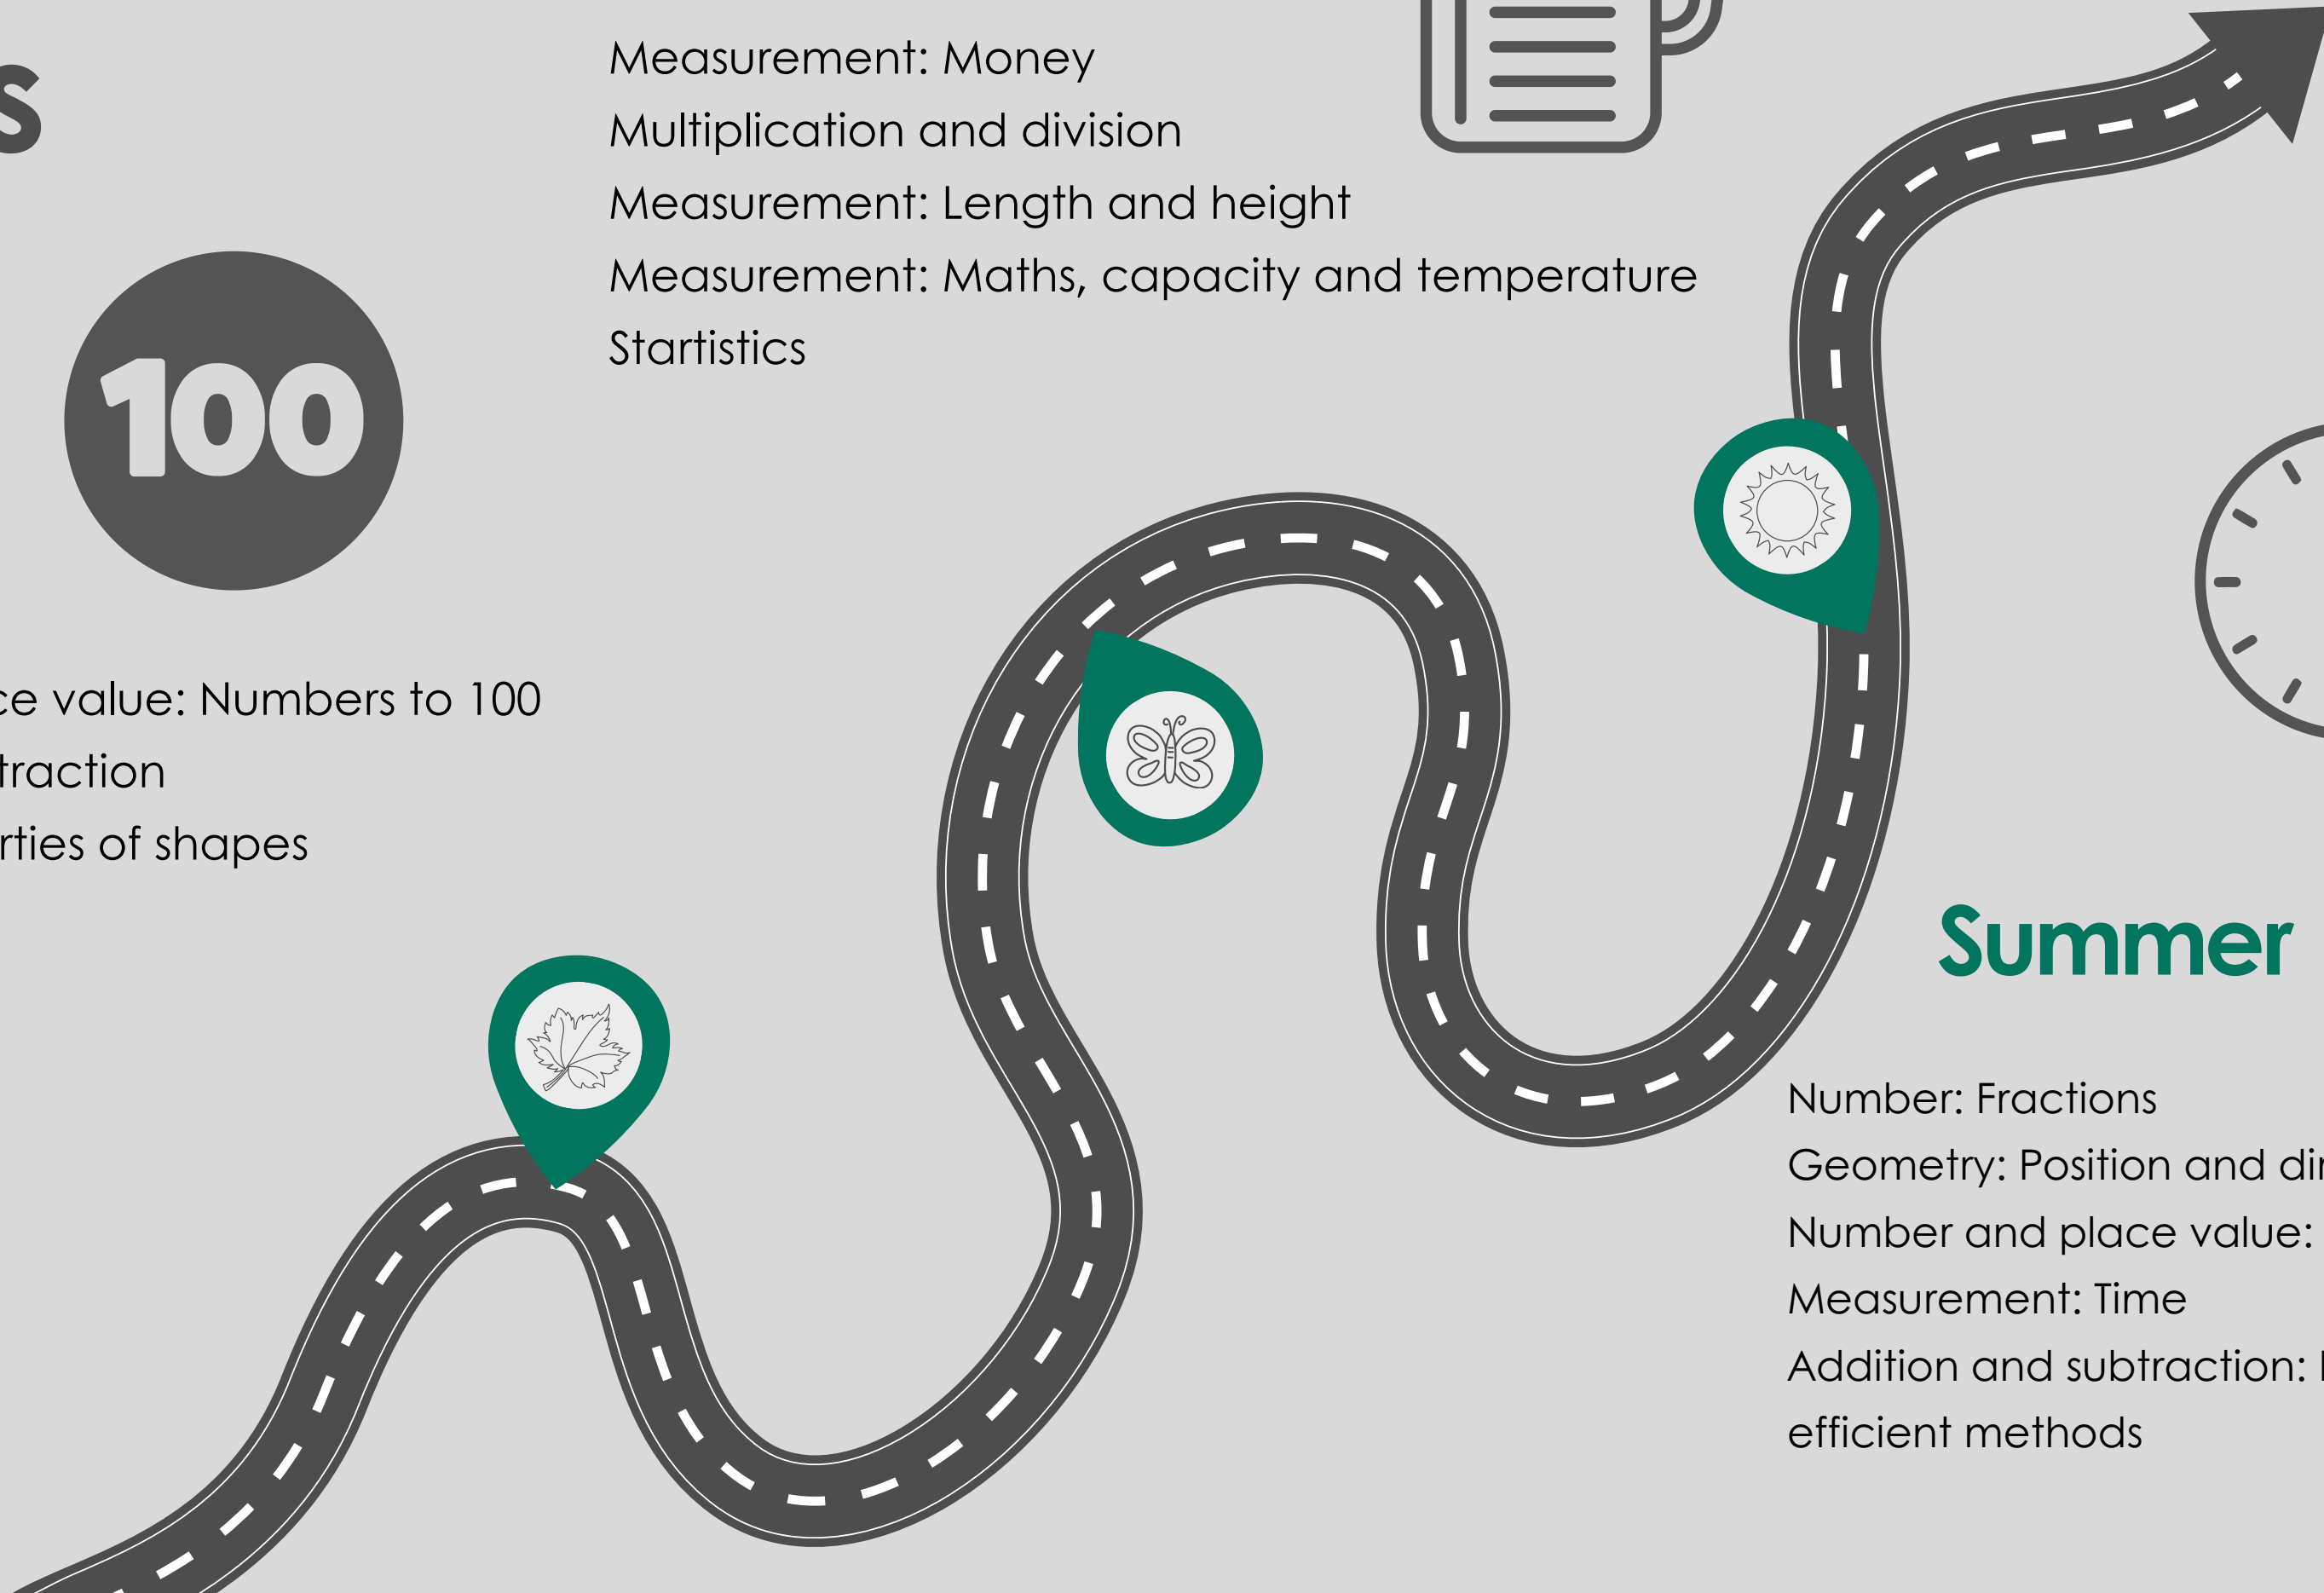 s
Measurement: Money
Multiplication and division
Measurement: Length and height
Measurement: Maths, capacity and temperature
Startistics
100
value: Numbers to 100
traction
rties of shapes
Summer
Number: Fractions
Geometry: Position and dir
Number and place value:
Measurement: Time
Addition and subtraction:
efficient methods